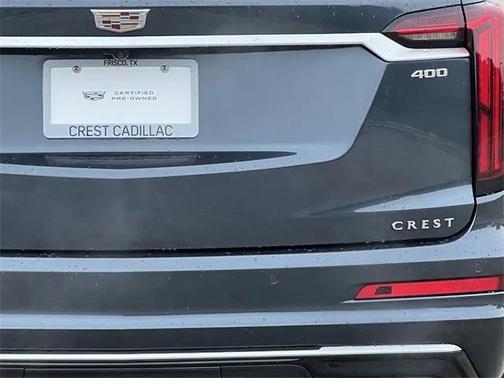 400
FRISCO, TX
CERTIFIED
PRE-OWNED
CREST CADILLAC
CREST